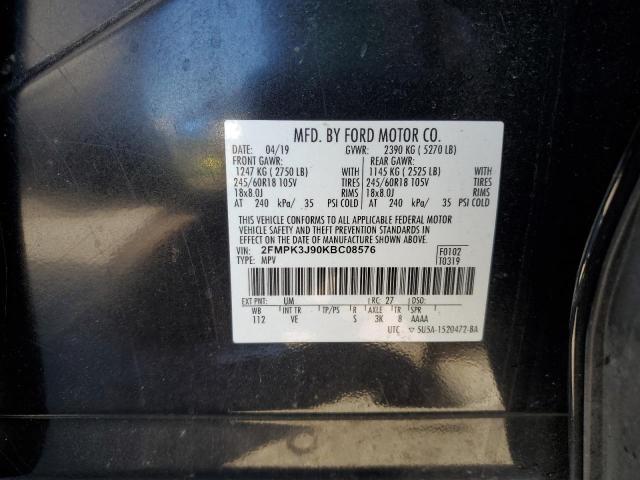 MFD. BY FORD MOTOR CO.
DATE: 04/19 GVWR: 2390 KG ( 5270 LB)
FRONT GAWR: REAR GAWR:
1247 KG ( 2750 LB) WITH 1145 KG ( 2525 LB) WITH
245/60R18 105V TIRES 245/60R18 105V TIRES
18x8.0J RIMS 18x8.0J RIMS
AT 240 kPa/ 35 PSI COLD AT 240 kPa/ 35 PSI COLD
THIS VEHICLE CONFORMS TO ALL APPLICABLE FEDERAL MOTOR
VEHICLE SAFETY AND THEFT PREVENTION STANDARDS IN
EFFECT ON THE DATE OF MANUFACTURE SHOWN ABOVE.
VIN: 2FMPK3J90KBC08576 F0102
TYPE: MPV T0319
EXT PNT: UM RC: 27 DSO:
WB INT TR TP/PS R AXLE TR SPR
112 VE S 3K 8 AAAA
UTC ▽ 5U5A-1520472-BA